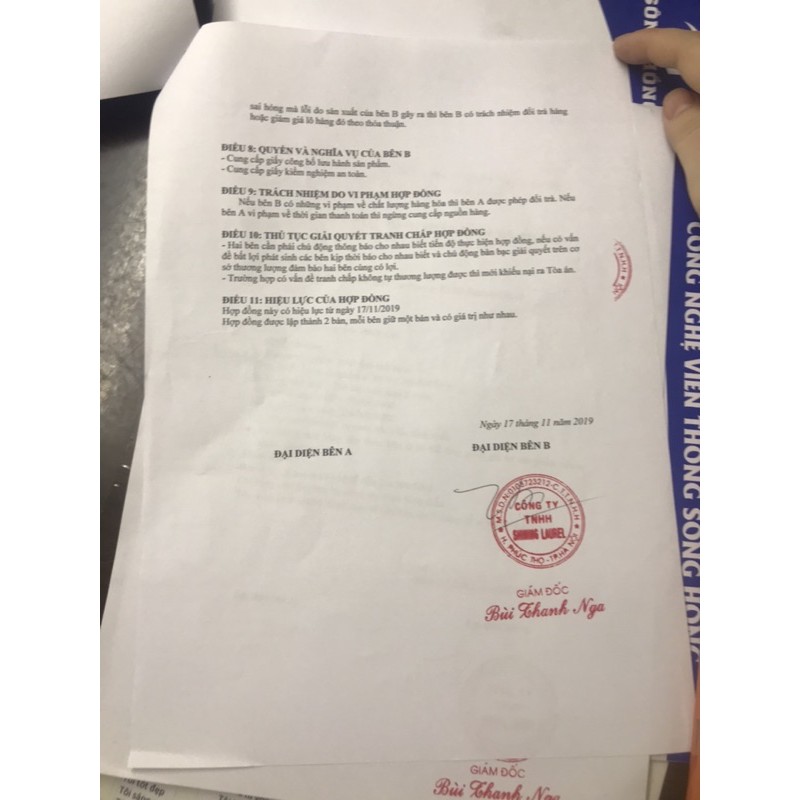 sai hỏng mà lỗi do sản xuất của bên B gây ra thì bên B có trách nhiệm đổi trả hàng
hoặc giảm giá lô hàng đó theo thỏa thuận.
ĐIỀU 8: QUYỀN VÀ NGHĨA VỤ CỦA BÊN B
- Cung cấp giấy công bố lưu hành sản phẩm.
- Cung cấp giấy kiểm nghiệm an toàn.
ĐIỀU 9: TRÁCH NHIỆM DO VI PHẠM HỢP ĐỒNG
Nếu bên B có những vi phạm về chất lượng hàng hóa thì bên A được phép đổi trả. Nếu
bên A vi phạm về thời gian thanh toán thì ngừng cung cấp nguồn hàng.
ĐIỀU 10: THỦ TỤC GIẢI QUYẾT TRANH CHẤP HỢP ĐỒNG
- Hai bên cần phải chủ động thông báo cho nhau biết tiến độ thực hiện hợp đồng, nếu có vấn
đề bất lợi phát sinh các bên kịp thời báo cho nhau biết và chủ động bàn bạc giải quyết trên cơ
sở thương lượng đảm bảo hai bên cùng có lợi.
- Trường hợp có vấn đề tranh chấp không tự thương lượng được thì mới khiếu nại ra Tòa án.
ĐIỀU 11: HIỆU LỰC CỦA HỢP ĐỒNG
Hợp đồng này có hiệu lực từ ngày 17/11/2019
Hợp đồng được lập thành 2 bản, mỗi bên giữ một bản và có giá trị như nhau.
Ngày 17 tháng 11 năm 2019
ĐẠI DIỆN BÊN A
ĐẠI DIỆN BÊN B
M.S.D.N:0108723212-C.T.T.N.H.H
CÔNG TY
TNHH
SHINING LAUREL
H. PHÚC THỌ - TP. HÀ NỘI
GIÁM ĐỐC
Bùi Thanh Nga
GIÁM ĐỐC
Bùi Thanh Nga
CÔNG NGHỆ VIỄN THÔNG SÔNG HỒNG